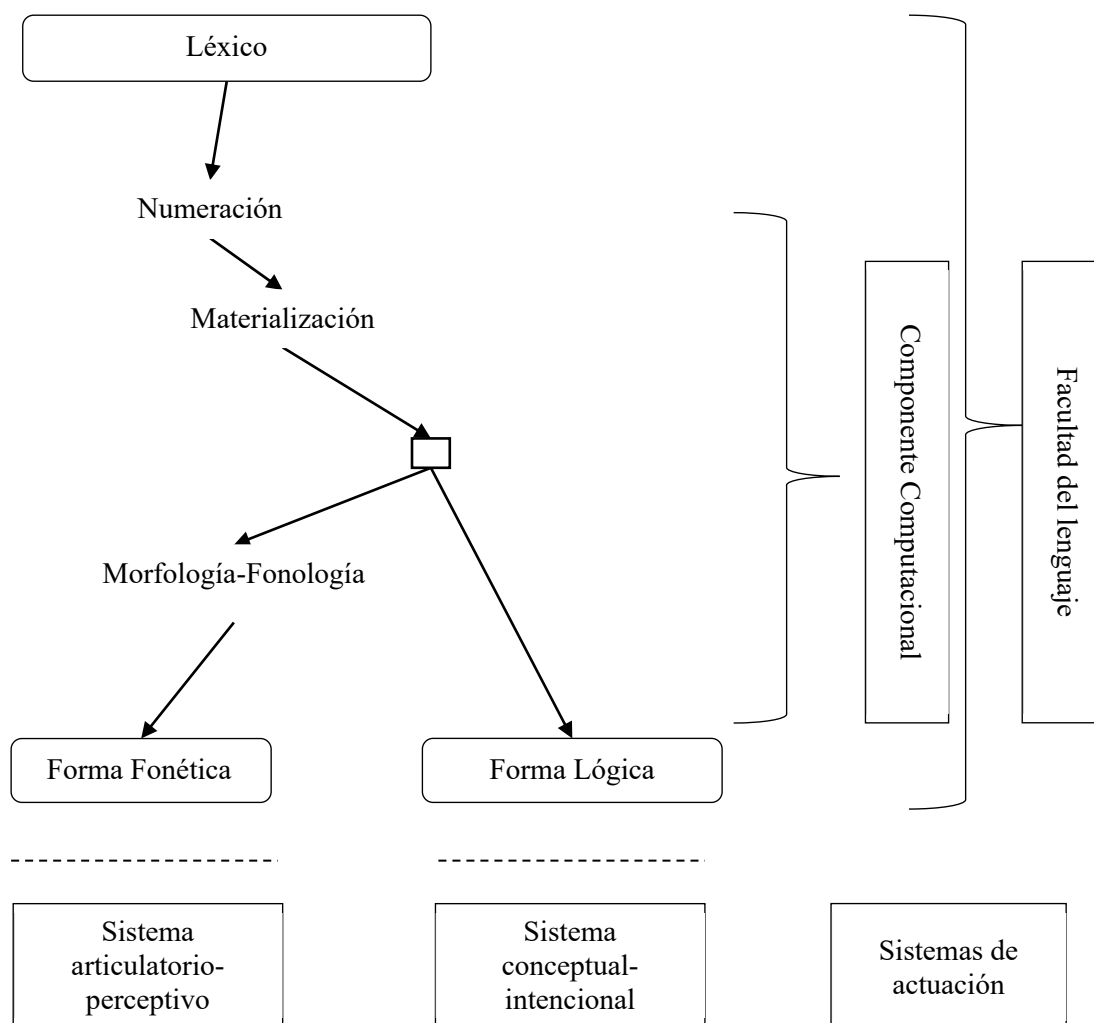 Léxico
Numeración
Materialización
Componente Computacional
Facultad del lenguaje
Morfología-Fonología
Forma Fonética
Forma Lógica
Sistema
articulatorio-
perceptivo
Sistema
conceptual-
intencional
Sistemas de
actuación